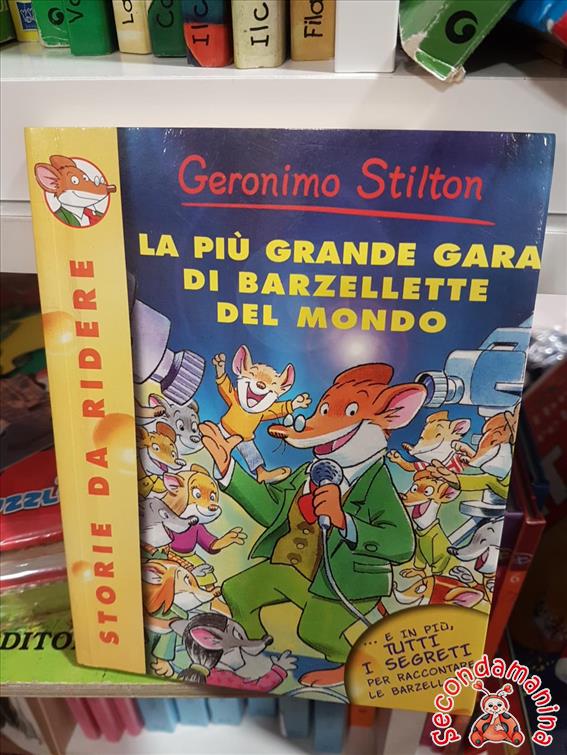 Geronimo Stilton
LA PIÙ GRANDE GARA
DI BARZELLETTE
DEL MONDO
STORIE DA RIDERE
... E IN PIÙ,
TUTTI
I SEGRETI
PER RACCONTARE
LE
secondamanina